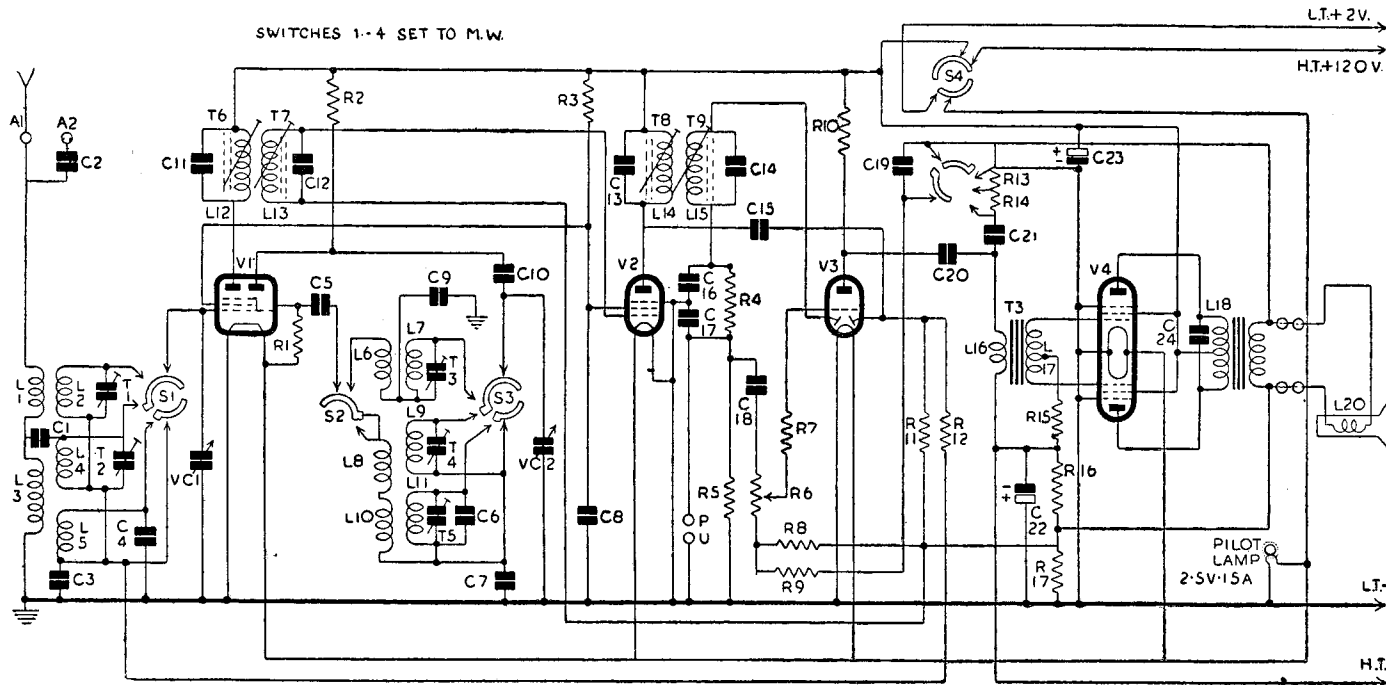 SWITCHES 1--4 SET TO M.W.
L.T.+ 2V.
H.T.+120V.
S4
A1
A2
C2
T6
T7
R2
R3
T8
T9
R10
C11
C12
C13
C14
C19
C23
R13
R14
L12
L13
L14
L15
C15
C21
V1
C5
C9
C10
V2
C16
C17
R4
V3
C20
V4
R1
L6
L7
T3
L16
T3
L17
C24
L18
L1
L2
T1
S1
S2
L9
S3
C18
R7
R11
R12
R15
L20
C1
L4
T2
VC1
L8
T4
VC2
L3
L11
R5
R6
R16
L5
C4
L10
T5
C6
C8
P
U
R8
C22
C3
C7
R9
R17
PILOT
LAMP
2·5V·15A
L.T.-
H.T.